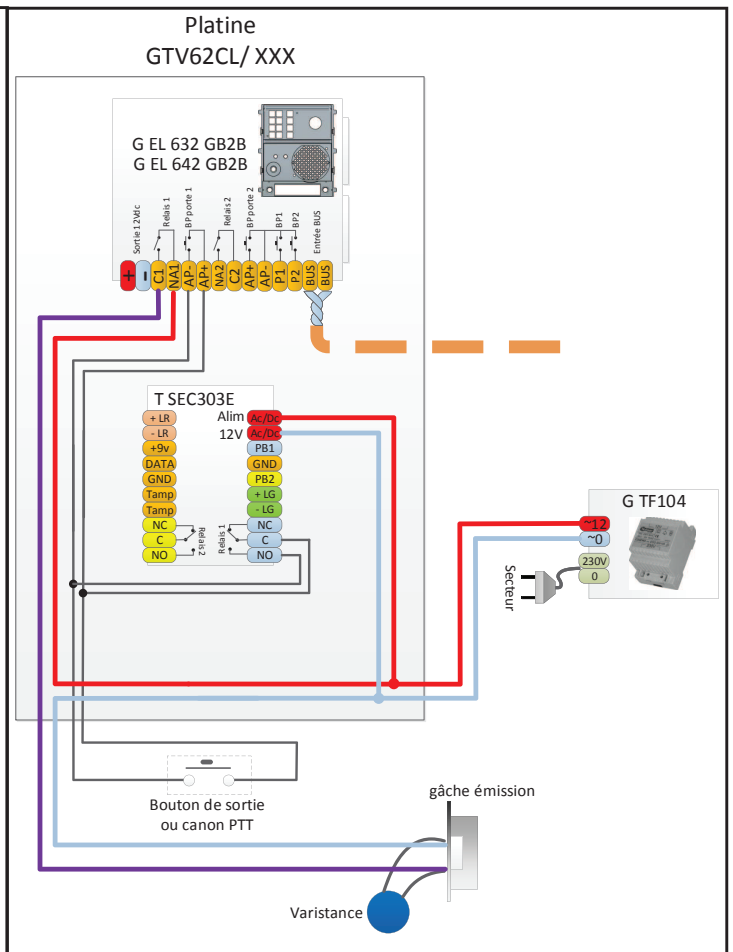 Platine
GTV62CL/ XXX
G EL 632 GB2B
G EL 642 GB2B
Sortie 12Vdc
Relais 1
BP porte 1
Relais 2
BP porte 2
BP1
BP2
Entrée BUS
+
-
C1
NA1
AP-
AP+
NA2
C2
AP+
AP-
P1
P2
BUS
BUS
T SEC303E
+ LR
- LR
+9v
DATA
GND
Tamp
Tamp
NC
C
NO
Relais 2
Alim
12V
Ac/Dc
Ac/Dc
PB1
GND
PB2
+ LG
- LG
NC
C
NO
Relais 1
G TF104
~12
~0
230V
0
Secteur
Bouton de sortie
ou canon PTT
gâche émission
Varistance